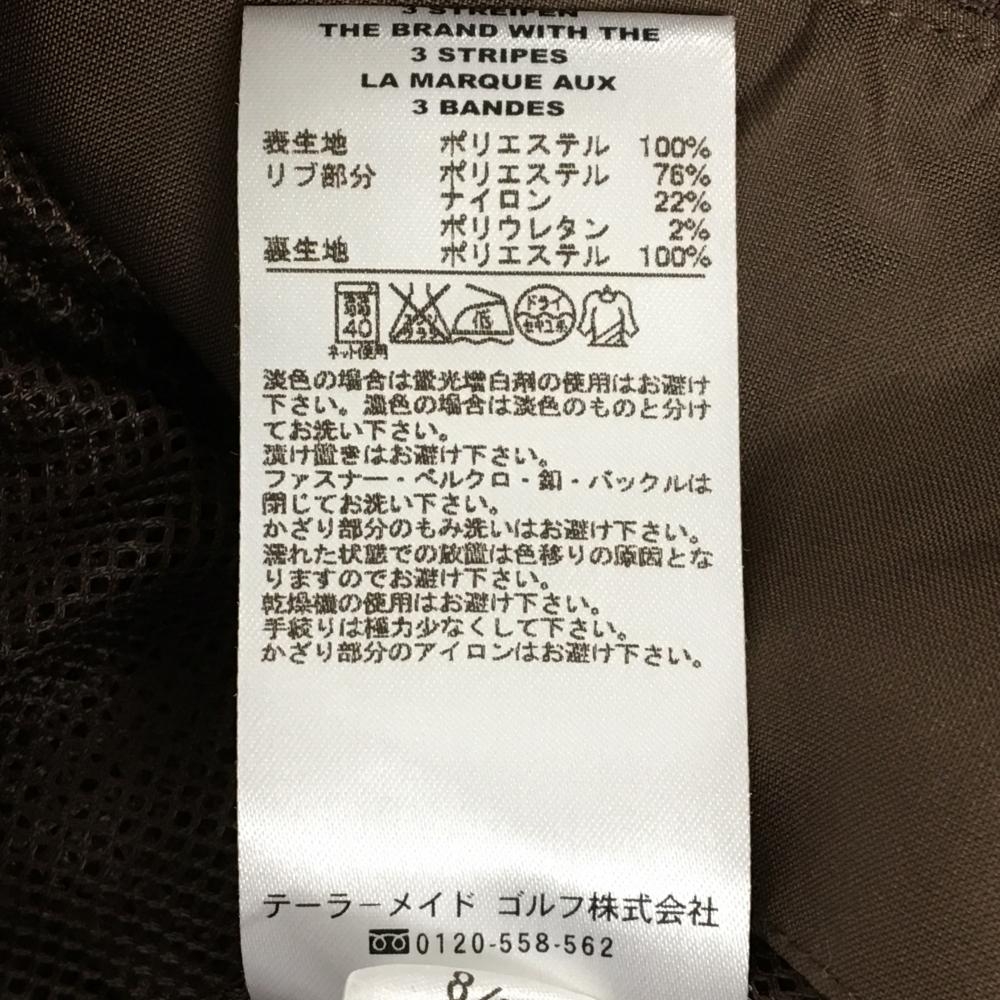 3 STREIFEN
THE BRAND WITH THE
3 STRIPES
LA MARQUE AUX
3 BANDES
表生地 ポリエステル 100%
リブ部分 ポリエステル 76%
ナイロン 22%
ポリウレタン 2%
裏生地 ポリエステル 100%
40 低 ドライ セキユ系
ネット使用
淡色の場合は蛍光増白剤の使用はお避け
下さい。濃色の場合は淡色のものと分け
てお洗い下さい。
漬け置きはお避け下さい。
ファスナー・ベルクロ・釦・バックルは
閉じてお洗い下さい。
かざり部分のもみ洗いはお避け下さい。
濡れた状態での放置は色移りの原因とな
りますのでお避け下さい。
乾燥機の使用はお避け下さい。
手絞りは極力少なくして下さい。
かざり部分のアイロンはお避け下さい。
テーラーメイド ゴルフ株式会社
0120-558-562
8/